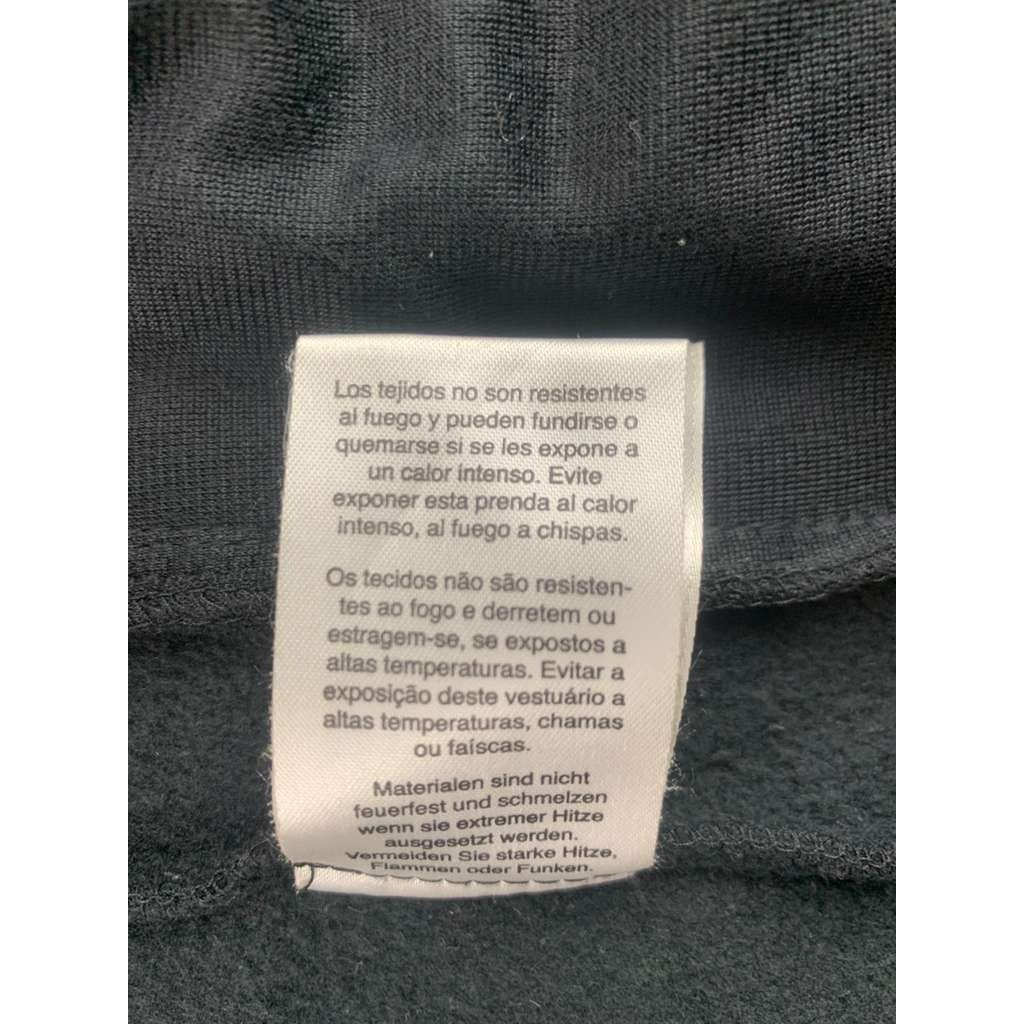 Los tejidos no son resistentes
al fuego y pueden fundirse o
quemarse si se les expone a
un calor intenso. Evite
exponer esta prenda al calor
intenso, al fuego a chispas.
Os tecidos não são resisten-
tes ao fogo e derretem ou
estragem-se, se expostos a
altas temperaturas. Evitar a
exposição deste vestuário a
altas temperaturas, chamas
ou faíscas.
Materialen sind nicht
feuerfest und schmelzen
wenn sie extremer Hitze
ausgesetzt werden.
Vermeiden Sie starke Hitze,
Flammen oder Funken.